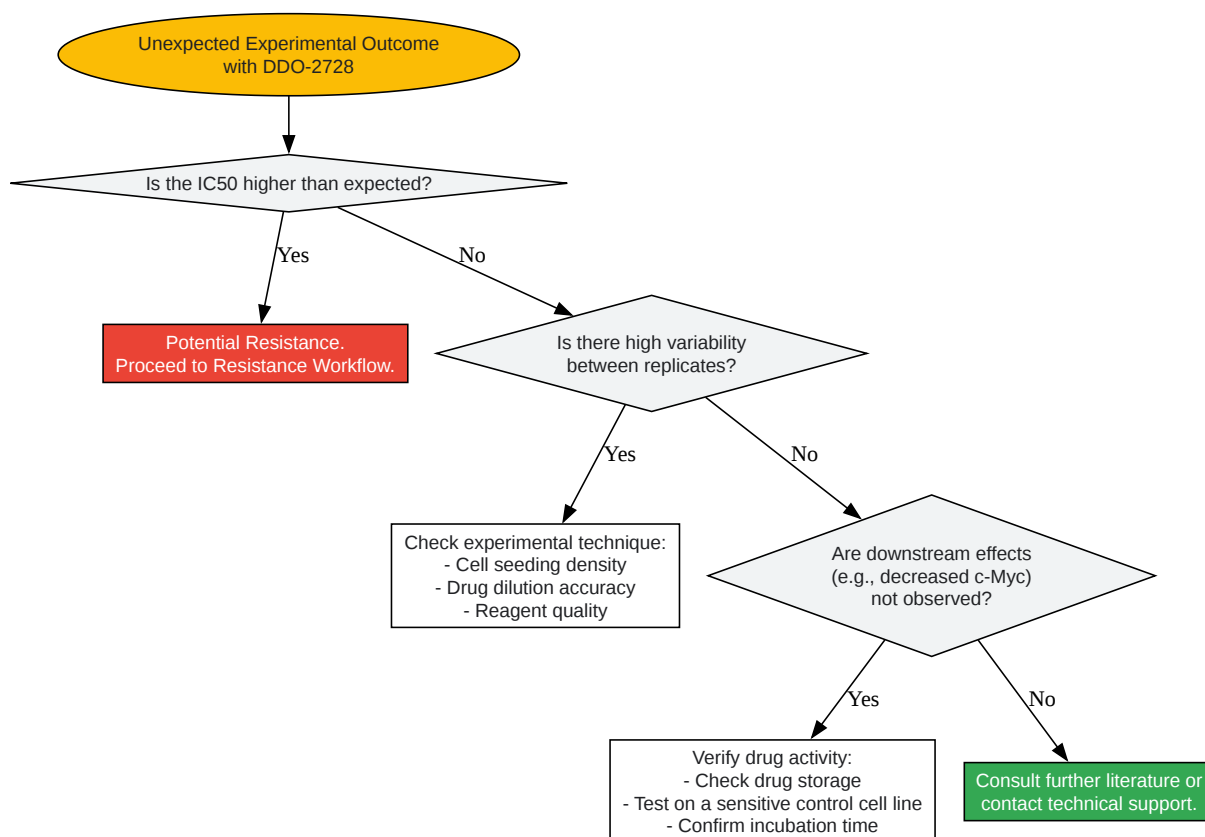 Unexpected Experimental Outcome
with DDO-2728
Is the IC50 higher than expected?
Yes
No
Potential Resistance.
Proceed to Resistance Workflow.
Is there high variability
between replicates?
Yes
No
Check experimental technique:
- Cell seeding density
- Drug dilution accuracy
- Reagent quality
Are downstream effects
(e.g., decreased c-Myc)
not observed?
Yes
No
Verify drug activity:
- Check drug storage
- Test on a sensitive control cell line
- Confirm incubation time
Consult further literature or
contact technical support.